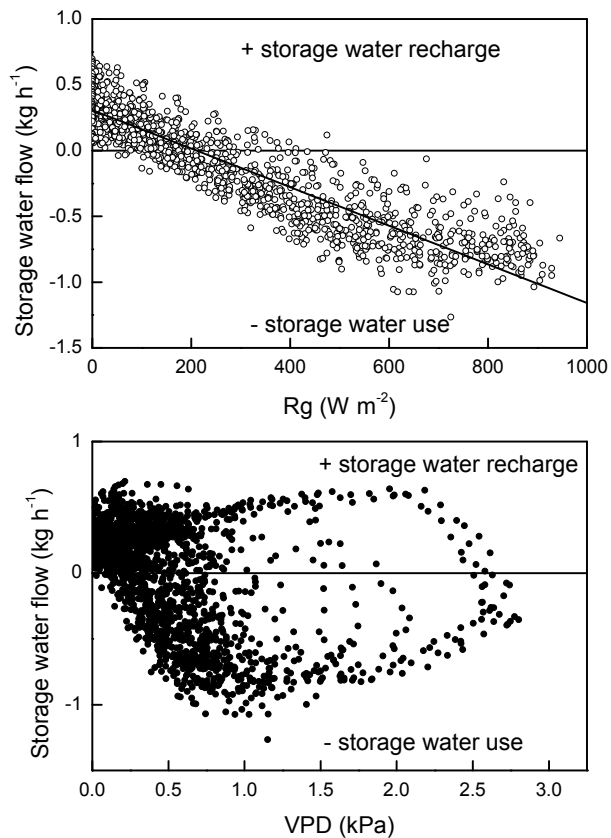 1.0
+ storage water recharge
0.5
0.0
-0.5
-1.0
- storage water use
-1.5
0 200 400 600 800 1000
Storage water flow (kg h⁻¹)
Rg (W m⁻²)
1
+ storage water recharge
0
-1
- storage water use
0.0 0.5 1.0 1.5 2.0 2.5 3.0
Storage water flow (kg h⁻¹)
VPD (kPa)